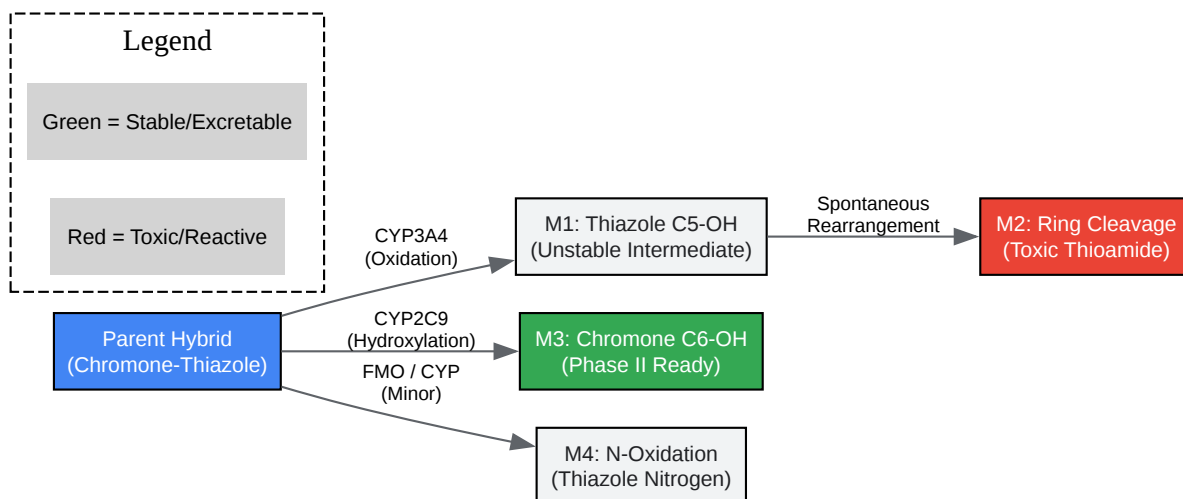 Legend
Green = Stable/Excretable
Red = Toxic/Reactive
Parent Hybrid
(Chromone-Thiazole)
CYP3A4
(Oxidation)
CYP2C9
(Hydroxylation)
FMO / CYP
(Minor)
M1: Thiazole C5-OH
(Unstable Intermediate)
Spontaneous
Rearrangement
M2: Ring Cleavage
(Toxic Thioamide)
M3: Chromone C6-OH
(Phase II Ready)
M4: N-Oxidation
(Thiazole Nitrogen)